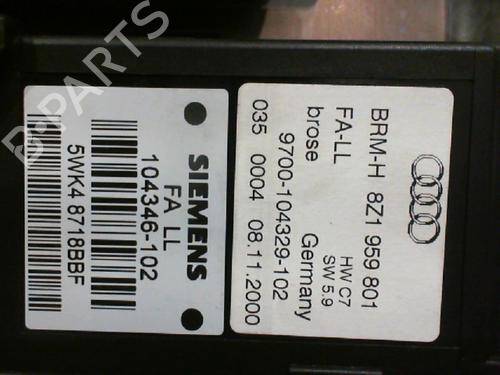 SIEMENS
FA LL
104346-102
5WK4 8718BBF
BRM-H 8Z1 959 801
FA-LL HW C7
SW 5.9
brose Germany
9700-104329-102
035 0004 08.11.2000
B-PARTS